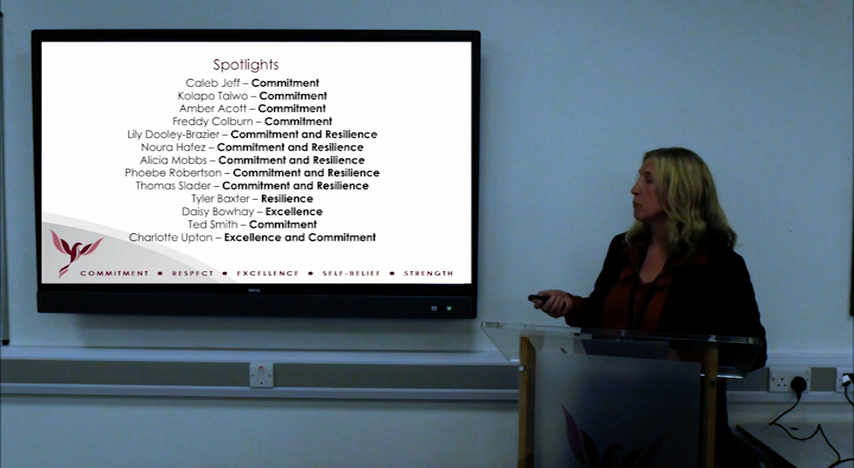 Spotlights
Caleb Jeff – Commitment
Kolapo Taiwo – Commitment
Amber Acott – Commitment
Freddy Colburn – Commitment
Lily Dooley-Brazier – Commitment and Resilience
Noura Hafez – Commitment and Resilience
Alicia Mobbs – Commitment and Resilience
Phoebe Robertson – Commitment and Resilience
Thomas Slader – Commitment and Resilience
Tyler Baxter – Resilience
Daisy Bowhay – Excellence
Ted Smith – Commitment
Charlotte Upton – Excellence and Commitment
COMMITMENT • RESPECT • EXCELLENCE • SELF-BELIEF • STRENGTH